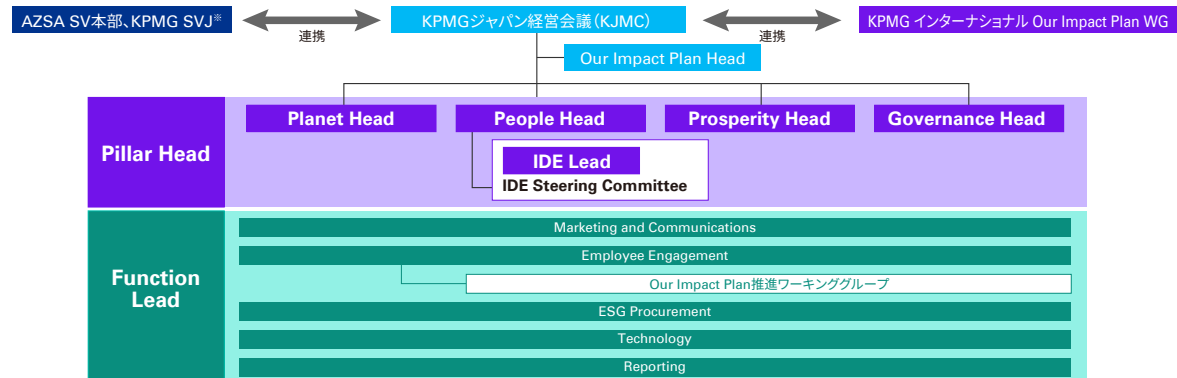 AZSA SV本部、KPMG SVJ※
連携
KPMGジャパン経営会議(KJMC)
連携
KPMG インターナショナル Our Impact Plan WG
Our Impact Plan Head
Pillar Head
Planet Head
People Head
Prosperity Head
Governance Head
IDE Lead
IDE Steering Committee
Function
Lead
Marketing and Communications
Employee Engagement
Our Impact Plan推進ワーキンググループ
ESG Procurement
Technology
Reporting